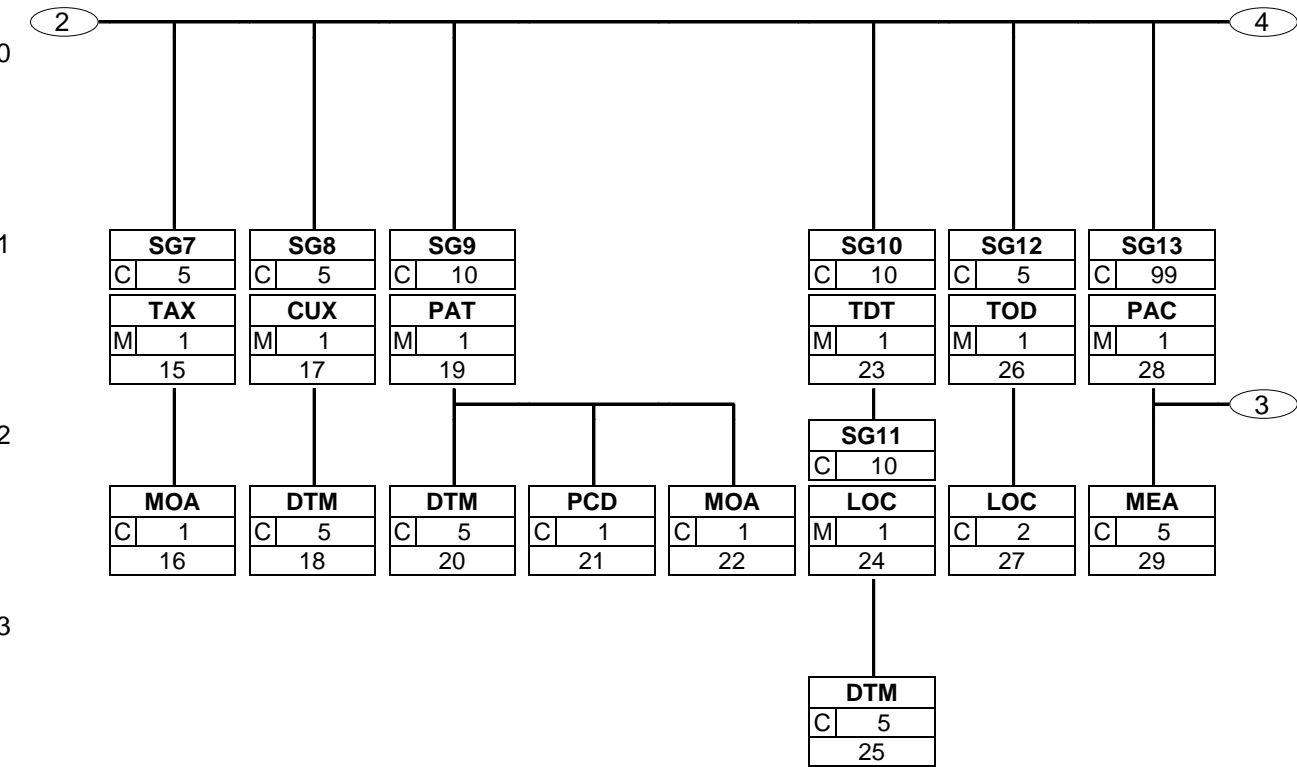 2 4
0
1
SG7 SG8 SG9 SG10 SG12 SG13
C 5 C 5 C 10 C 10 C 5 C 99
TAX CUX PAT TDT TOD PAC
M 1 M 1 M 1 M 1 M 1 M 1
15 17 19 23 26 28
3
2
SG11
C 10
MOA DTM DTM PCD MOA LOC LOC MEA
C 1 C 5 C 5 C 1 C 1 M 1 C 2 C 5
16 18 20 21 22 24 27 29
3
DTM
C 5
25